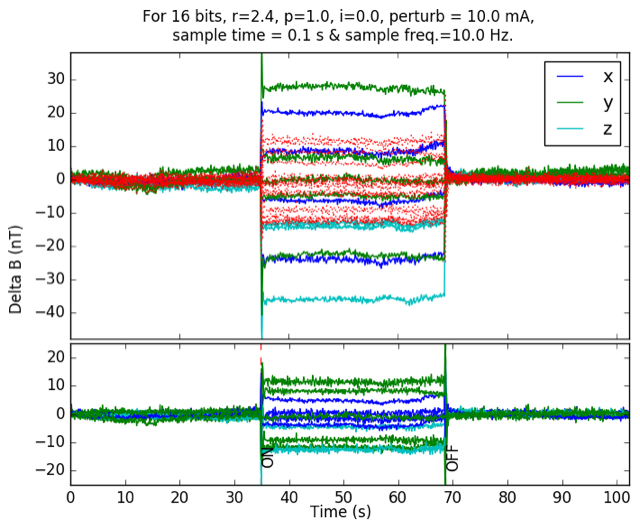 For 16 bits, r=2.4, p=1.0, i=0.0, perturb = 10.0 mA,
sample time = 0.1 s & sample freq.=10.0 Hz.
30
20
10
0
−10
−20
−30
−40
x
y
z
Delta B (nT)
20
10
0
−10
−20
ON
OFF
0 10 20 30 40 50 60 70 80 90 100
Time (s)